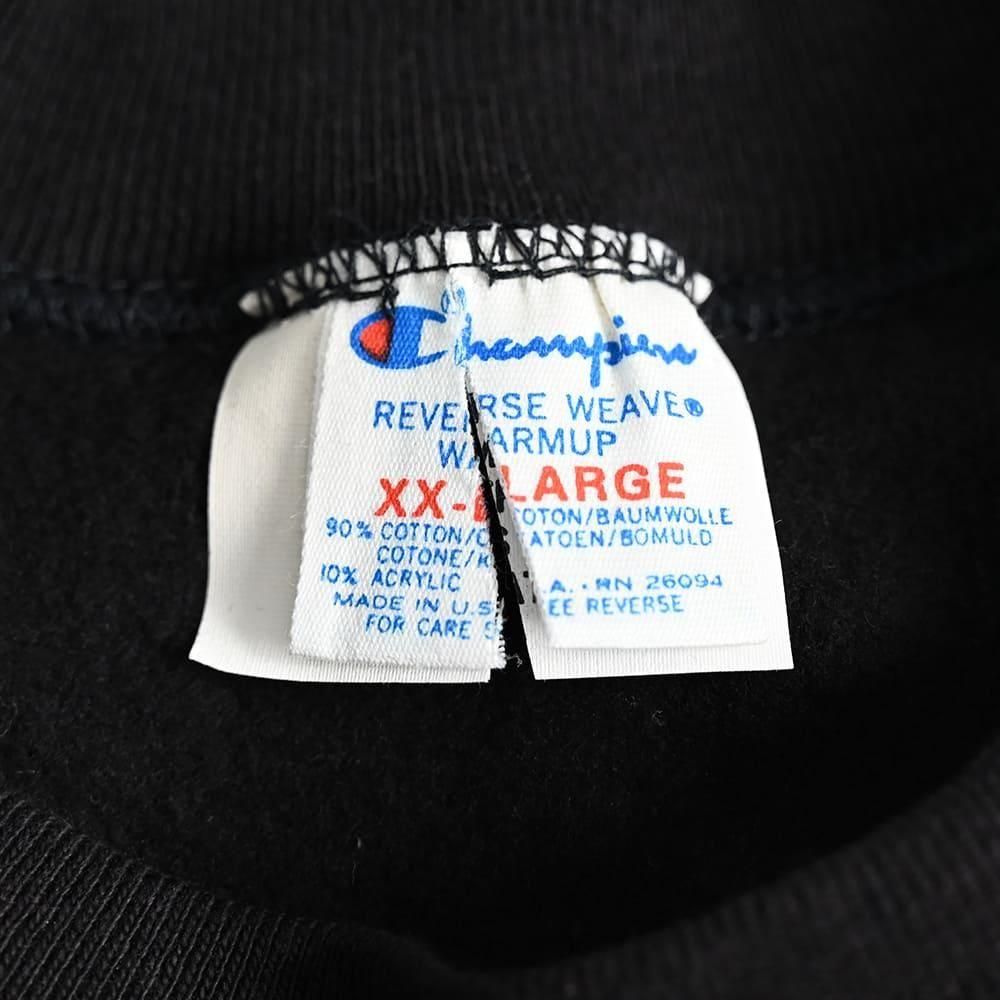 Champion
REVERSE WEAVE®
WARMUP
XX-LARGE
90% COTTON/COTON/BAUMWOLLE
COTONE/KATOEN/BOMULD
10% ACRYLIC
MADE IN U.S.A. • RN 26094
FOR CARE SEE REVERSE